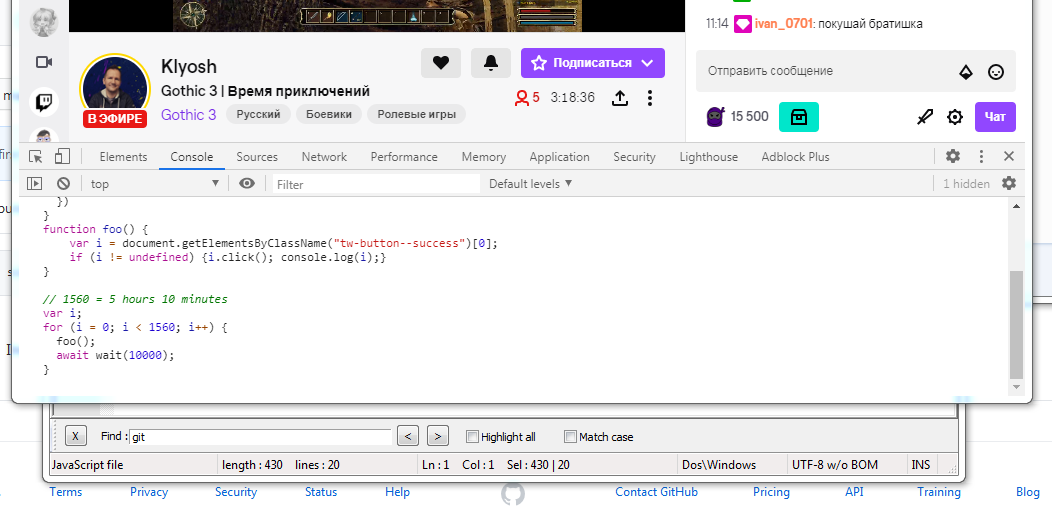 11:14 ivan_0701: покушай братишка
Klyosh
Подписаться
Отправить сообщение
Gothic 3 | Время приключений
5 3:18:36
В ЭФИРЕ
Gothic 3 Русский Боевики Ролевые игры
15 500
Чат
Elements Console Sources Network Performance Memory Application Security Lighthouse Adblock Plus
top Filter Default levels 1 hidden
})
}
function foo() {
var i = document.getElementsByClassName("tw-button--success")[0];
if (i != undefined) {i.click(); console.log(i);}
}
// 1560 = 5 hours 10 minutes
var i;
for (i = 0; i < 1560; i++) {
foo();
await wait(10000);
}
X Find : git < > Highlight all Match case
JavaScript file length : 430 lines : 20 Ln : 1 Col : 1 Sel : 430 | 20 Dos\Windows UTF-8 w/o BOM INS
Terms Privacy Security Status Help Contact GitHub Pricing API Training Blog